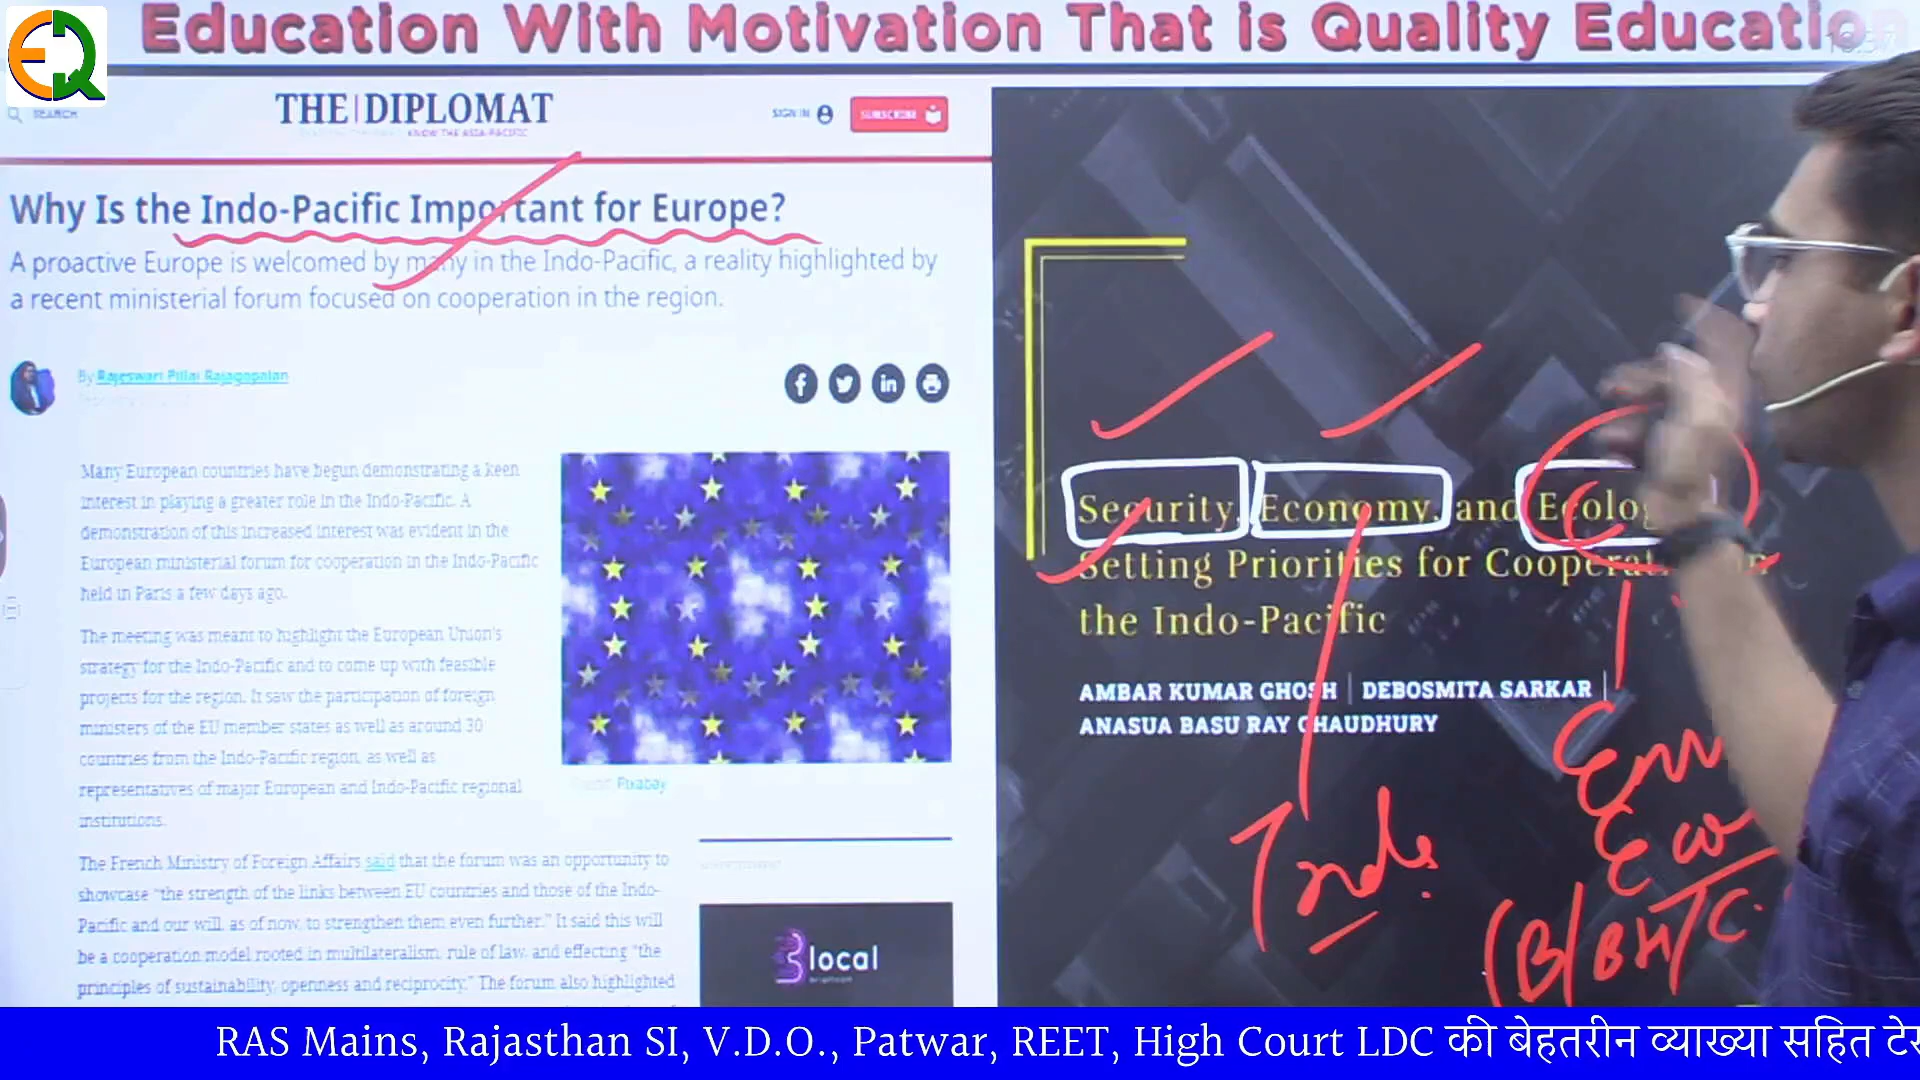 Education With Motivation That is Quality Education
EQ
SEARCH
THE|DIPLOMAT
KNOW THE ASIA-PACIFIC
SIGN IN
SUBSCRIBE
Why Is the Indo-Pacific Important for Europe?
A proactive Europe is welcomed by many in the Indo-Pacific, a reality highlighted by
a recent ministerial forum focused on cooperation in the region.
By Rajeswari Pillai Rajagopalan
Many European countries have begun demonstrating a keen
interest in playing a greater role in the Indo-Pacific. A
demonstration of this increased interest was evident in the
European ministerial forum for cooperation in the Indo-Pacific
held in Paris a few days ago.
The meeting was meant to highlight the European Union's
strategy for the Indo-Pacific and to come up with feasible
projects for the region. It saw the participation of foreign
ministers of the EU member states as well as around 30
countries from the Indo-Pacific region, as well as
representatives of major European and Indo-Pacific regional
institutions.
Pixabay
The French Ministry of Foreign Affairs said that the forum was an opportunity to
showcase "the strength of the links between EU countries and those of the Indo-
Pacific and our will, as of now, to strengthen them even further." It said this will
be a cooperation model rooted in multilateralism, rule of law, and effecting "the
principles of sustainability, openness and reciprocity." The forum also highlighted
ADVERTISEMENT
local
Security, Economy, and Ecolog
Setting Priorities for Cooperat
the Indo-Pacific
AMBAR KUMAR GHOSH | DEBOSMITA SARKAR |
ANASUA BASU RAY CHAUDHURY
Inds
Env
Eco
(B/BH/C.
RAS Mains, Rajasthan SI, V.D.O., Patwar, REET, High Court LDC की बेहतरीन व्याख्या सहित टेस